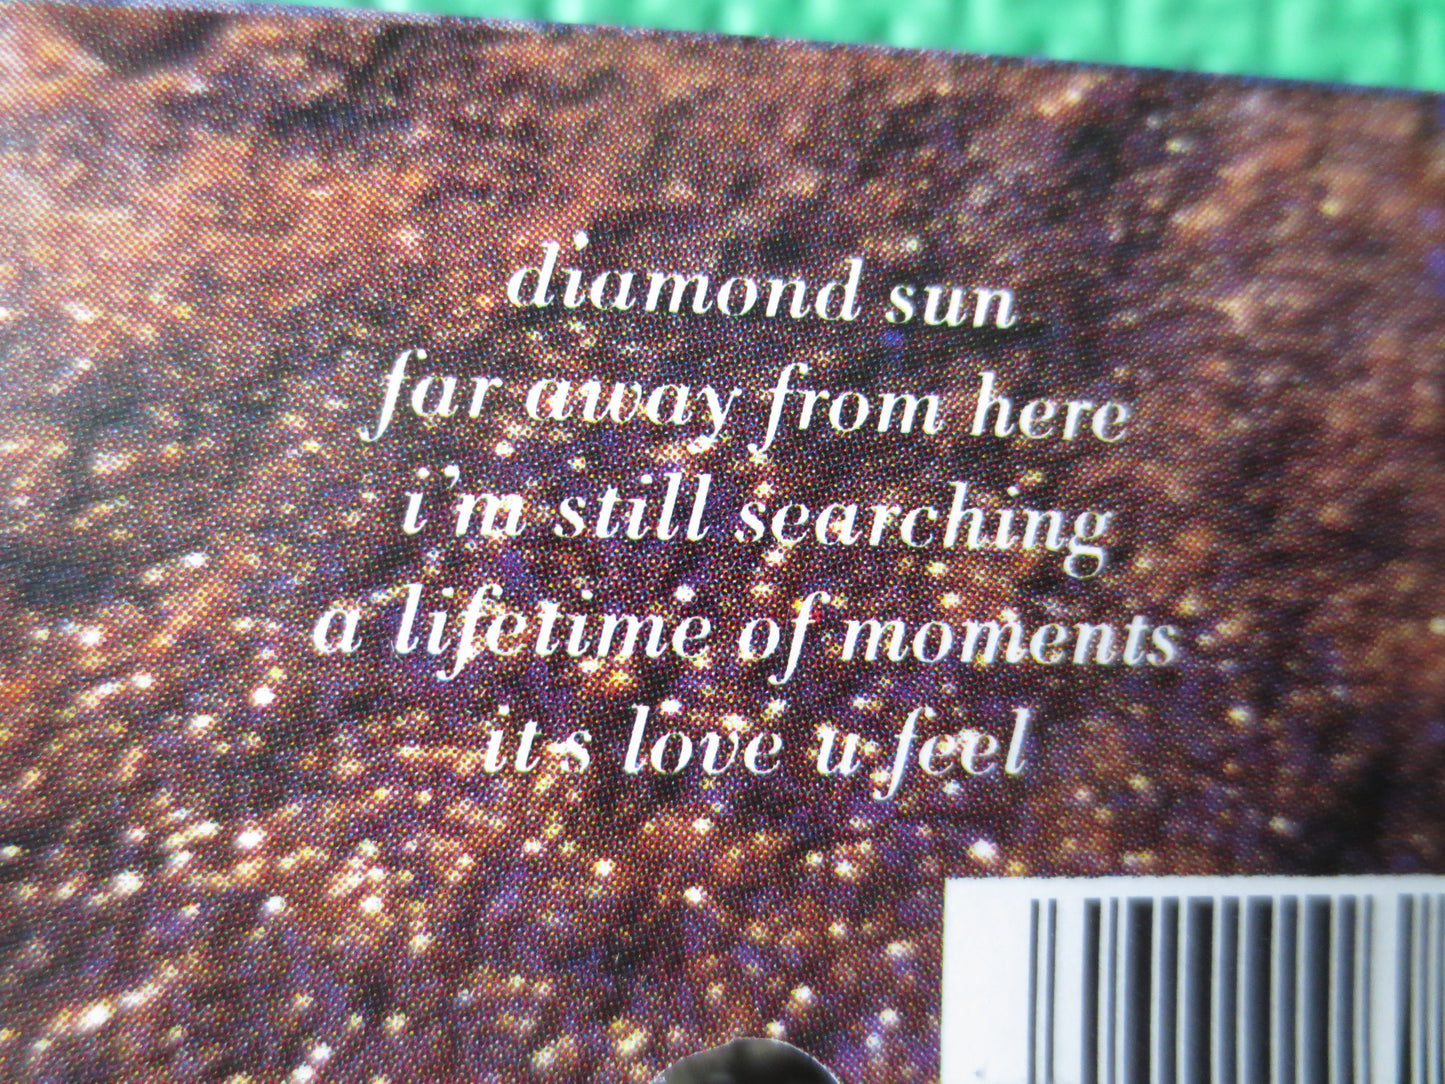 diamond sun
far away from here
i'm still searching
a lifetime of moments
it's love u feel